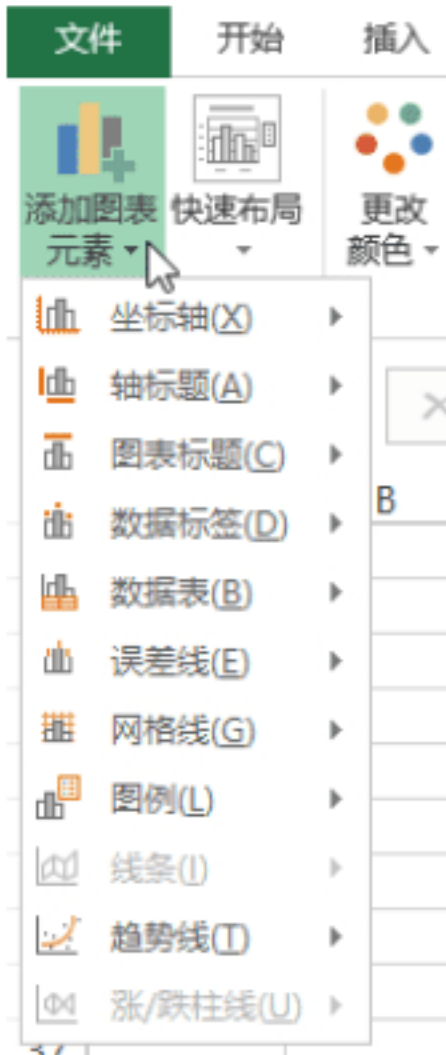 文件 开始 插入
添加图表 快速布局 更改
元素 颜色
坐标轴(X)
轴标题(A)
图表标题(C)
B
数据标签(D)
数据表(B)
误差线(E)
网格线(G)
图例(L)
线条(I)
趋势线(T)
涨/跌柱线(U)
37